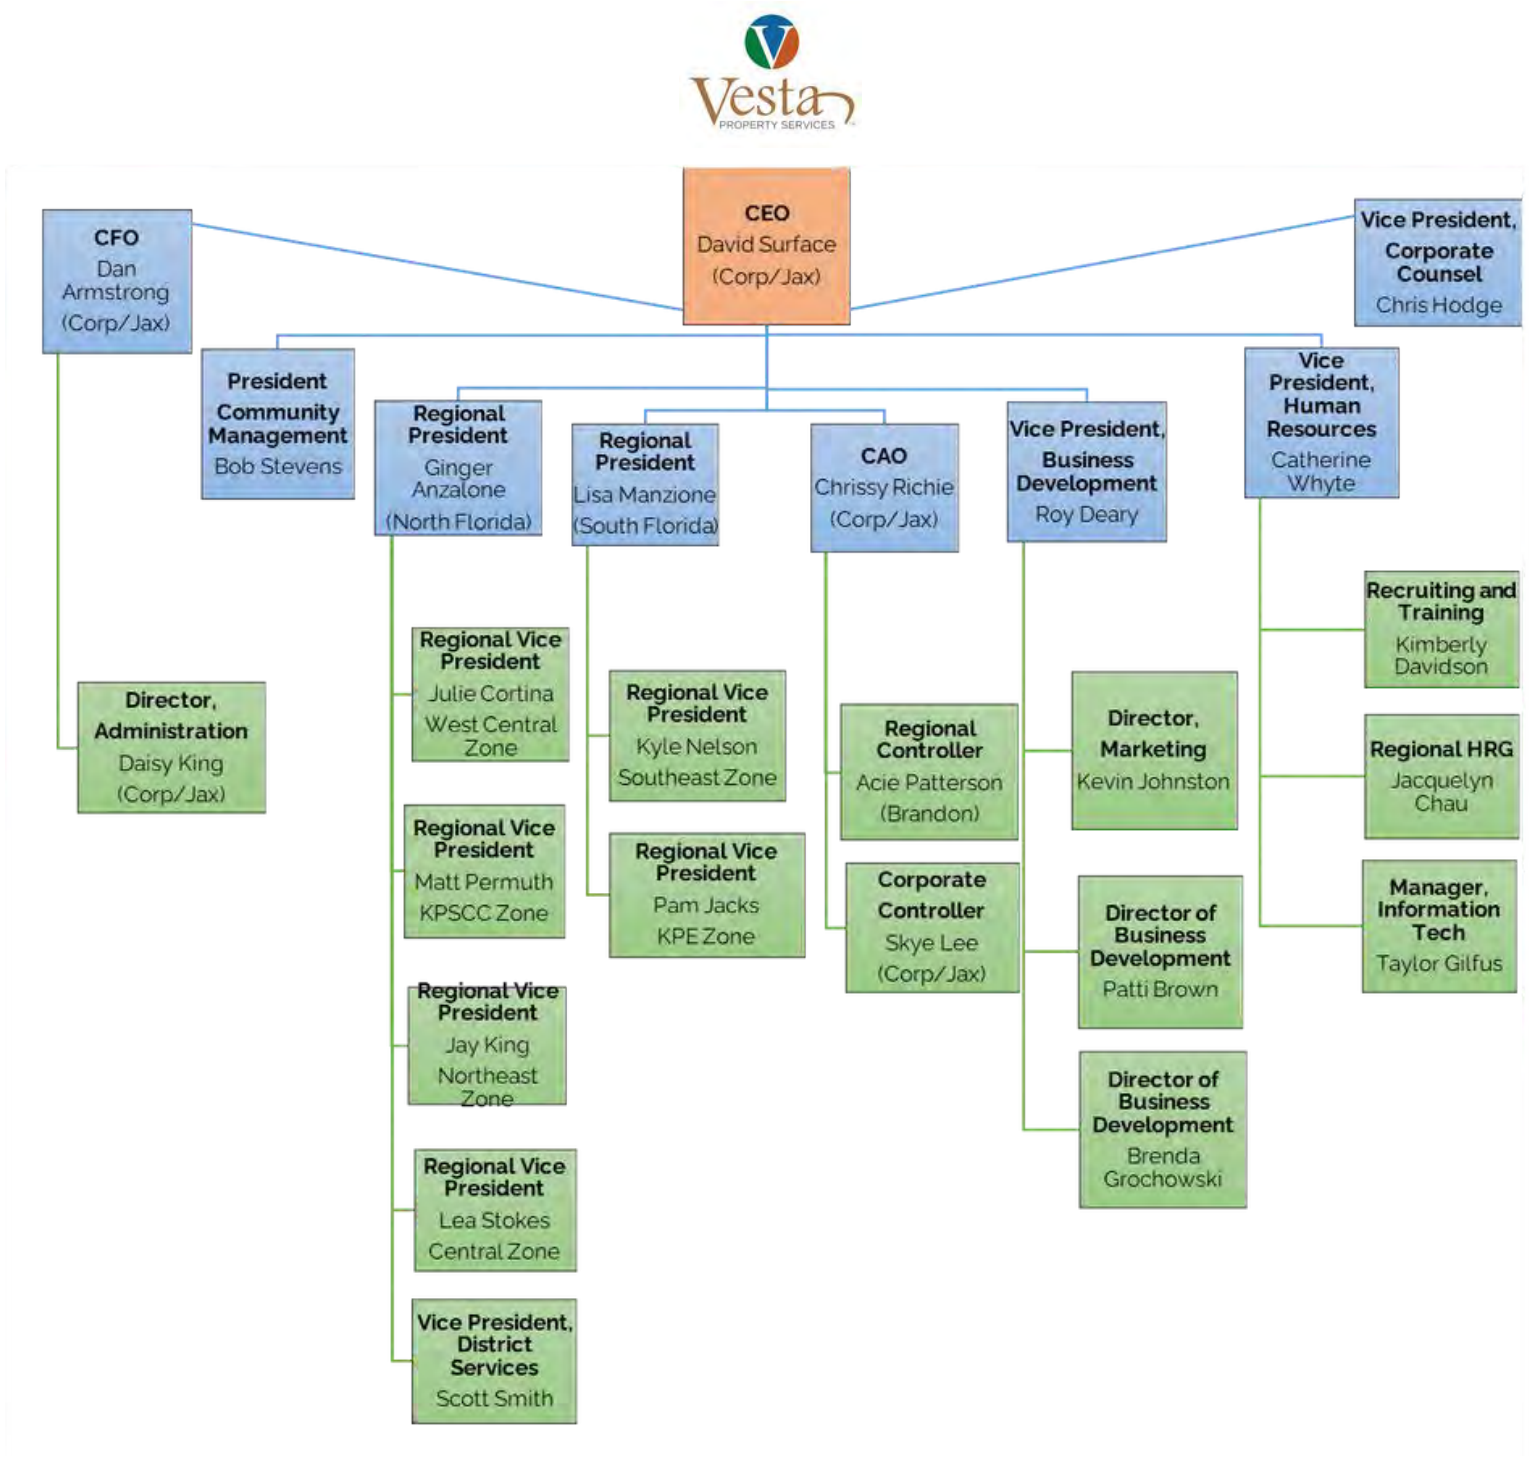 V
Vesta
PROPERTY SERVICES
CEO
David Surface
(Corp/Jax)
CFO
Dan
Armstrong
(Corp/Jax)
Vice President,
Corporate
Counsel
Chris Hodge
President
Community
Management
Bob Stevens
Regional
President
Ginger
Anzalone
(North Florida)
Regional
President
Lisa Manzione
(South Florida)
CAO
Chrissy Richie
(Corp/Jax)
Vice President,
Business
Development
Roy Deary
Vice
President,
Human
Resources
Catherine
Whyte
Director,
Administration
Daisy King
(Corp/Jax)
Regional Vice
President
Julie Cortina
West Central
Zone
Regional Vice
President
Matt Permuth
KPSCC Zone
Regional Vice
President
Jay King
Northeast
Zone
Regional Vice
President
Lea Stokes
Central Zone
Vice President,
District
Services
Scott Smith
Regional Vice
President
Kyle Nelson
Southeast Zone
Regional Vice
President
Pam Jacks
KPE Zone
Regional
Controller
Acie Patterson
(Brandon)
Corporate
Controller
Skye Lee
(Corp/Jax)
Director,
Marketing
Kevin Johnston
Director of
Business
Development
Patti Brown
Director of
Business
Development
Brenda
Grochowski
Recruiting and
Training
Kimberly
Davidson
Regional HRG
Jacquelyn
Chau
Manager,
Information
Tech
Taylor Gilfus